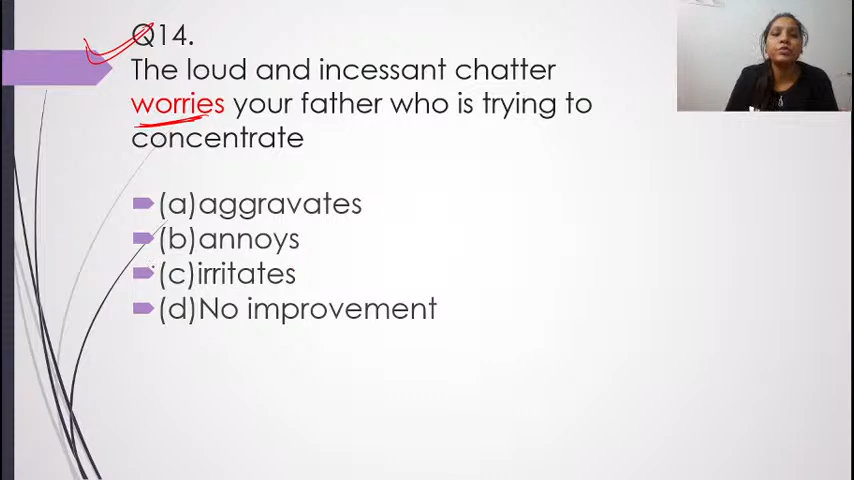 Q14.
The loud and incessant chatter
worries your father who is trying to
concentrate
(a)aggravates
(b)annoys
(c)irritates
(d)No improvement